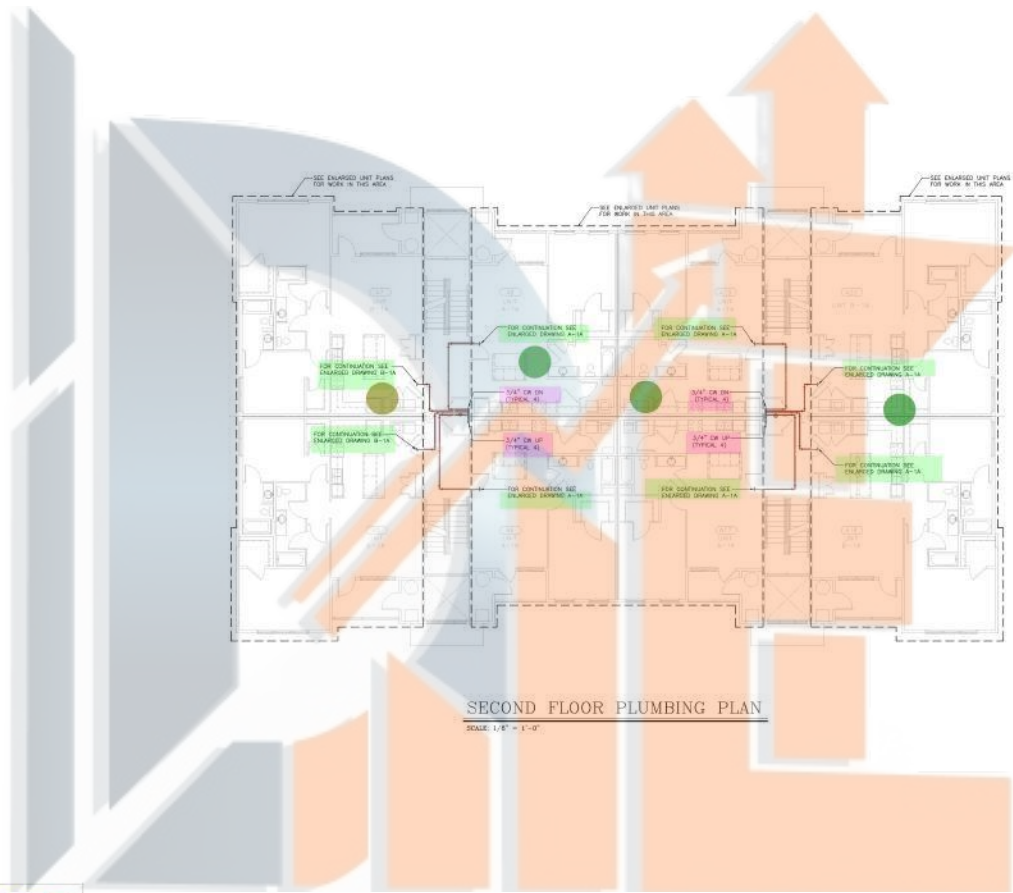 SEE ENLARGED UNIT PLANS
FOR WORK IN THIS AREA
SEE ENLARGED UNIT PLANS
FOR WORK IN THIS AREA
SEE ENLARGED UNIT PLANS
FOR WORK IN THIS AREA
FOR CONTINUATION SEE
ENLARGED DRAWING A-1A
FOR CONTINUATION SEE
ENLARGED DRAWING A-1A
FOR CONTINUATION SEE
ENLARGED DRAWING B-1A
FOR CONTINUATION SEE
ENLARGED DRAWING A-1A
3/4" CW DN
(TYPICAL 4)
3/4" CW DN
(TYPICAL 4)
FOR CONTINUATION SEE
ENLARGED DRAWING B-1A
3/4" CW UP
(TYPICAL 4)
3/4" CW UP
(TYPICAL 4)
FOR CONTINUATION SEE
ENLARGED DRAWING A-1A
FOR CONTINUATION SEE
ENLARGED DRAWING A-1A
FOR CONTINUATION SEE
ENLARGED DRAWING A-1A
SECOND FLOOR PLUMBING PLAN
SCALE: 1/8" = 1'-0"